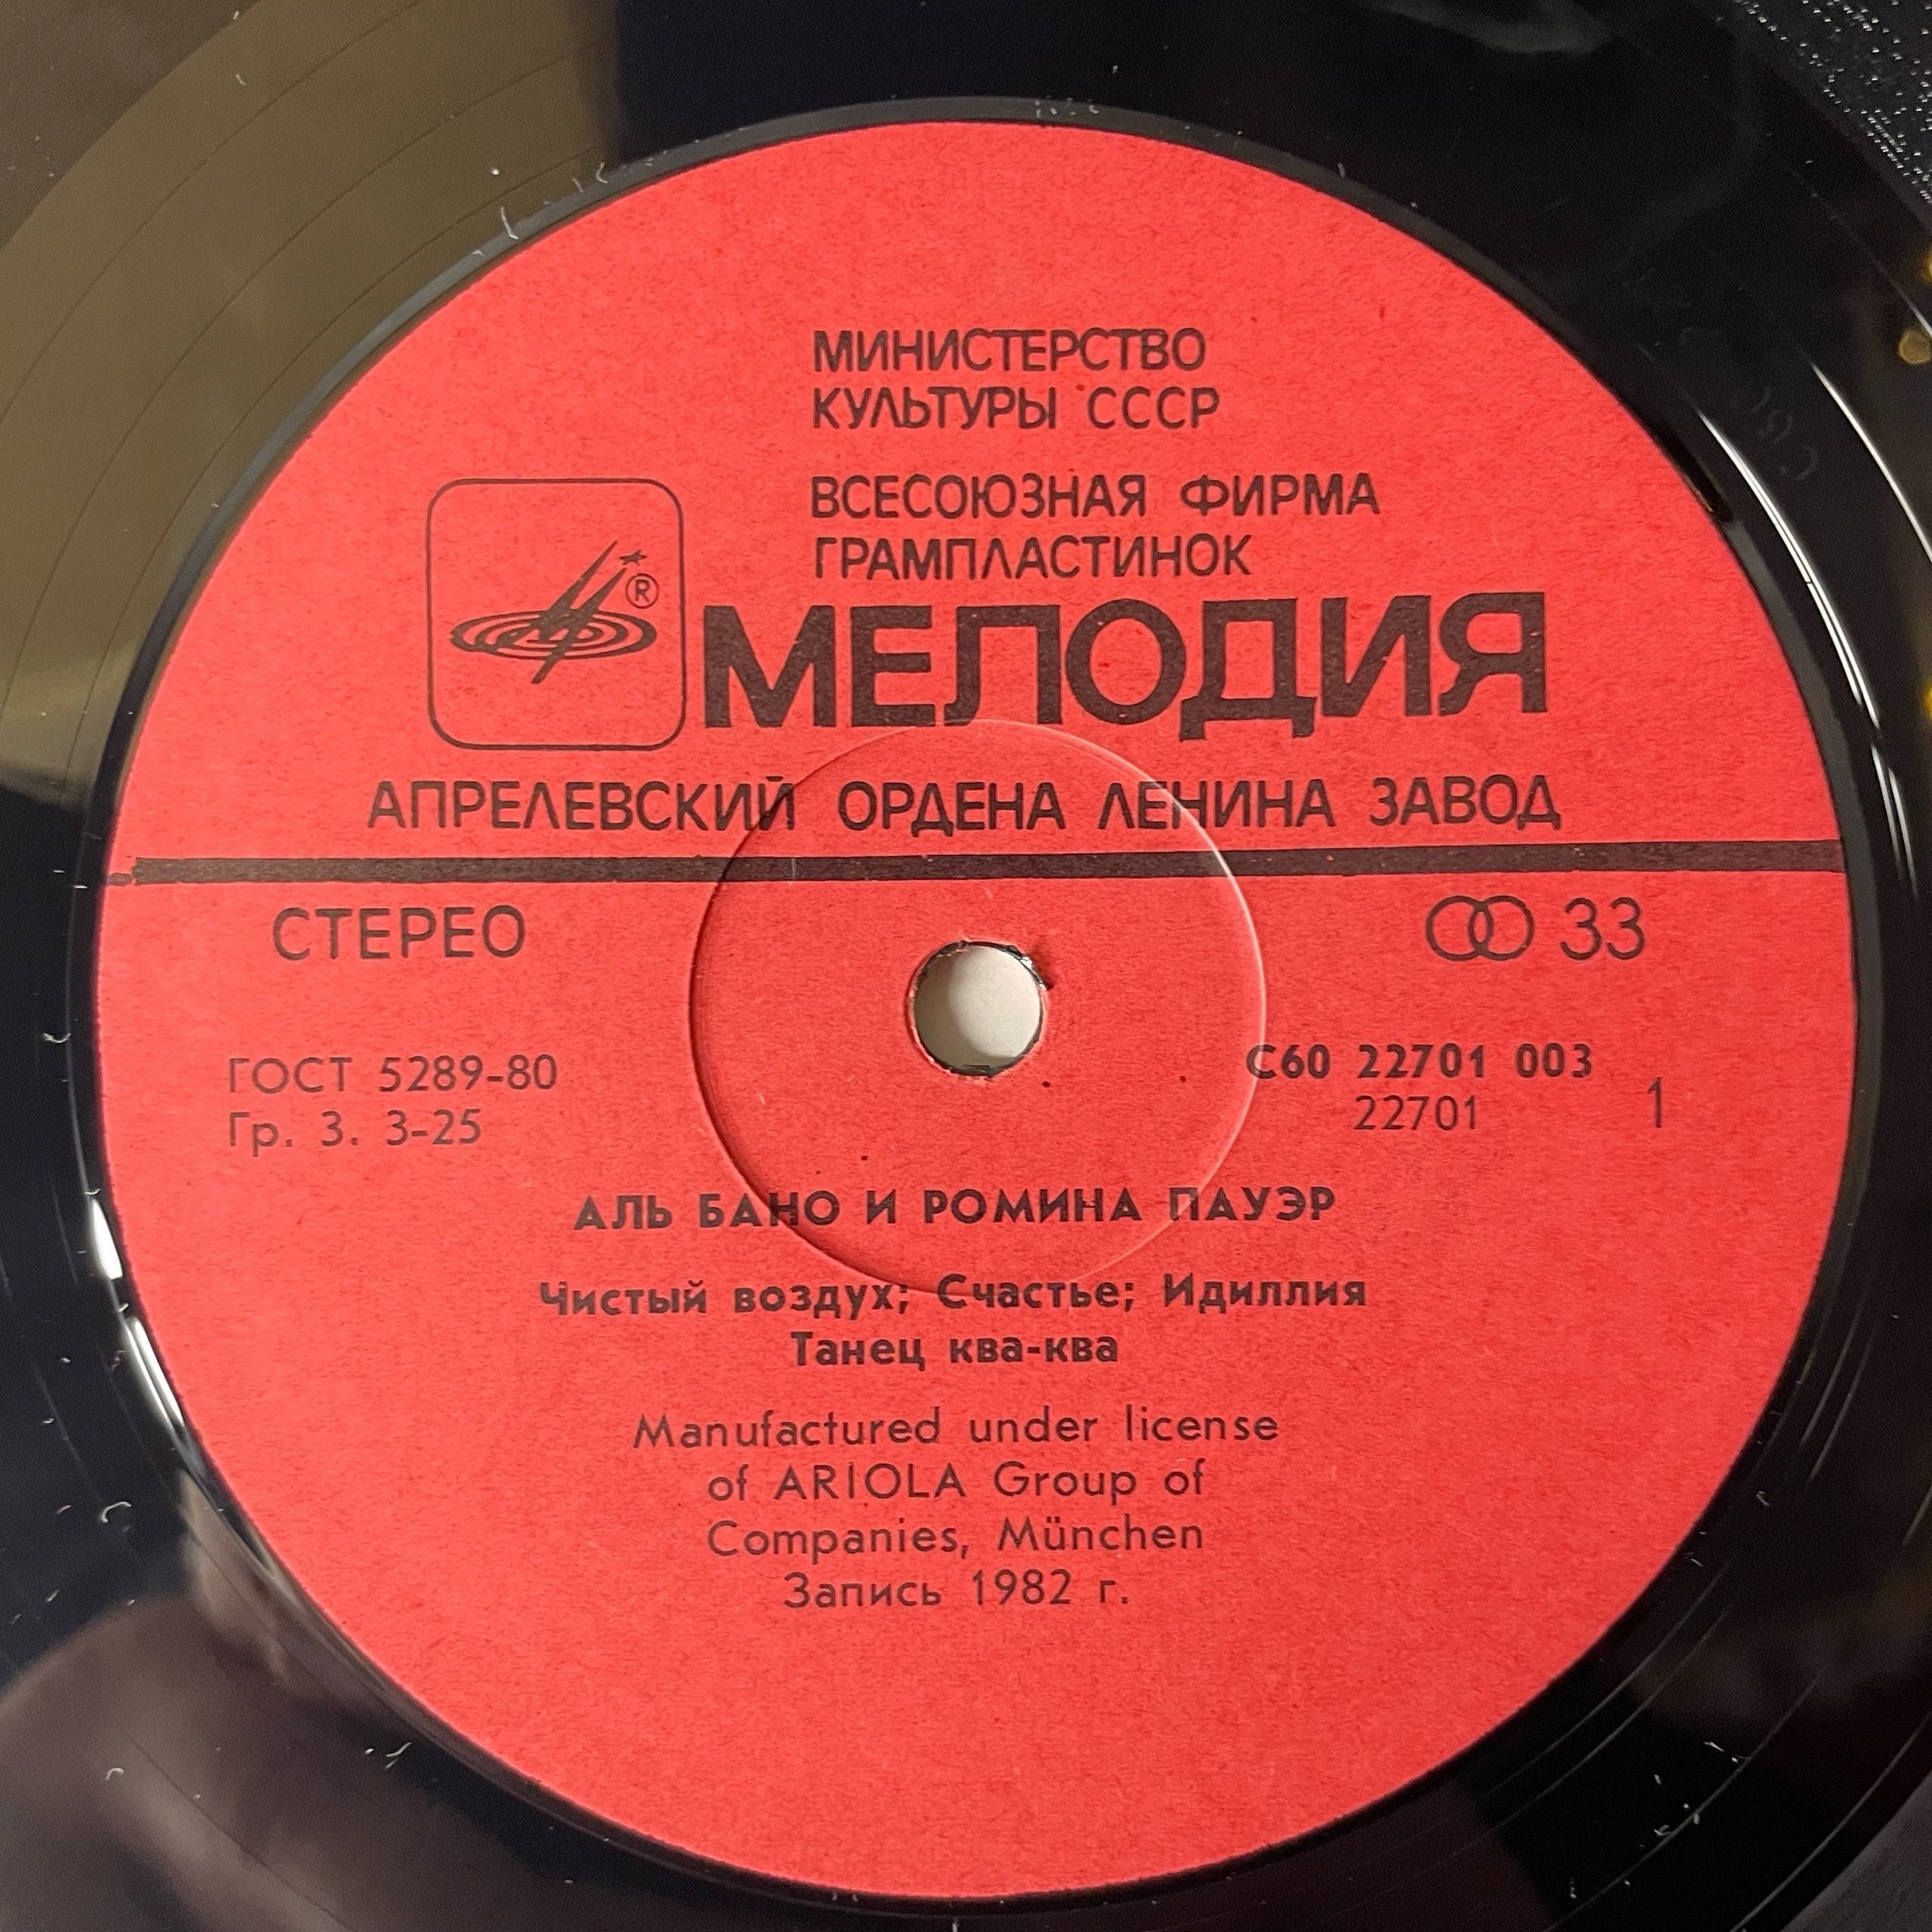 МИНИСТЕРСТВО
КУЛЬТУРЫ СССР
ВСЕСОЮЗНАЯ ФИРМА
ГРАМПЛАСТИНОК
®
МЕЛОДИЯ
АПРЕЛЕВСКИЙ ОРДЕНА ЛЕНИНА ЗАВОД
СТЕРЕО
33
ГОСТ 5289-80
Гр. 3. 3-25
С60 22701 003
22701
1
АЛЬ БАНО И РОМИНА ПАУЭР
Чистый воздух; Счастье; Идиллия
Танец ква-ква
Manufactured under license
of ARIOLA Group of
Companies, München
Запись 1982 г.